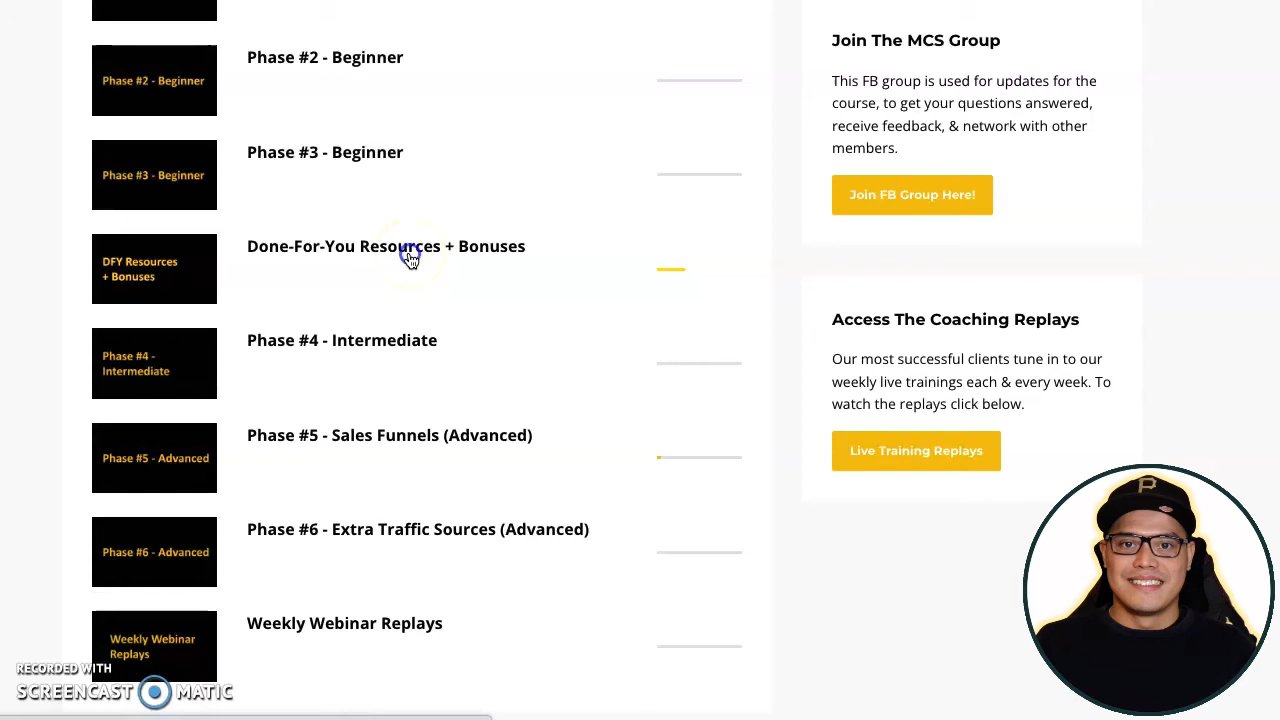 Phase #2 - Beginner
Phase #2 - Beginner
Phase #3 - Beginner
Phase #3 - Beginner
DFY Resources
+ Bonuses
Done-For-You Resources + Bonuses
Phase #4 -
Intermediate
Phase #4 - Intermediate
Phase #5 - Advanced
Phase #5 - Sales Funnels (Advanced)
Phase #6 - Advanced
Phase #6 - Extra Traffic Sources (Advanced)
Weekly Webinar
Replays
Weekly Webinar Replays
Join The MCS Group
This FB group is used for updates for the
course, to get your questions answered,
receive feedback, & network with other
members.
Join FB Group Here!
Access The Coaching Replays
Our most successful clients tune in to our
weekly live trainings each & every week. To
watch the replays click below.
Live Training Replays
P
RECORDED WITH
SCREENCAST MATIC